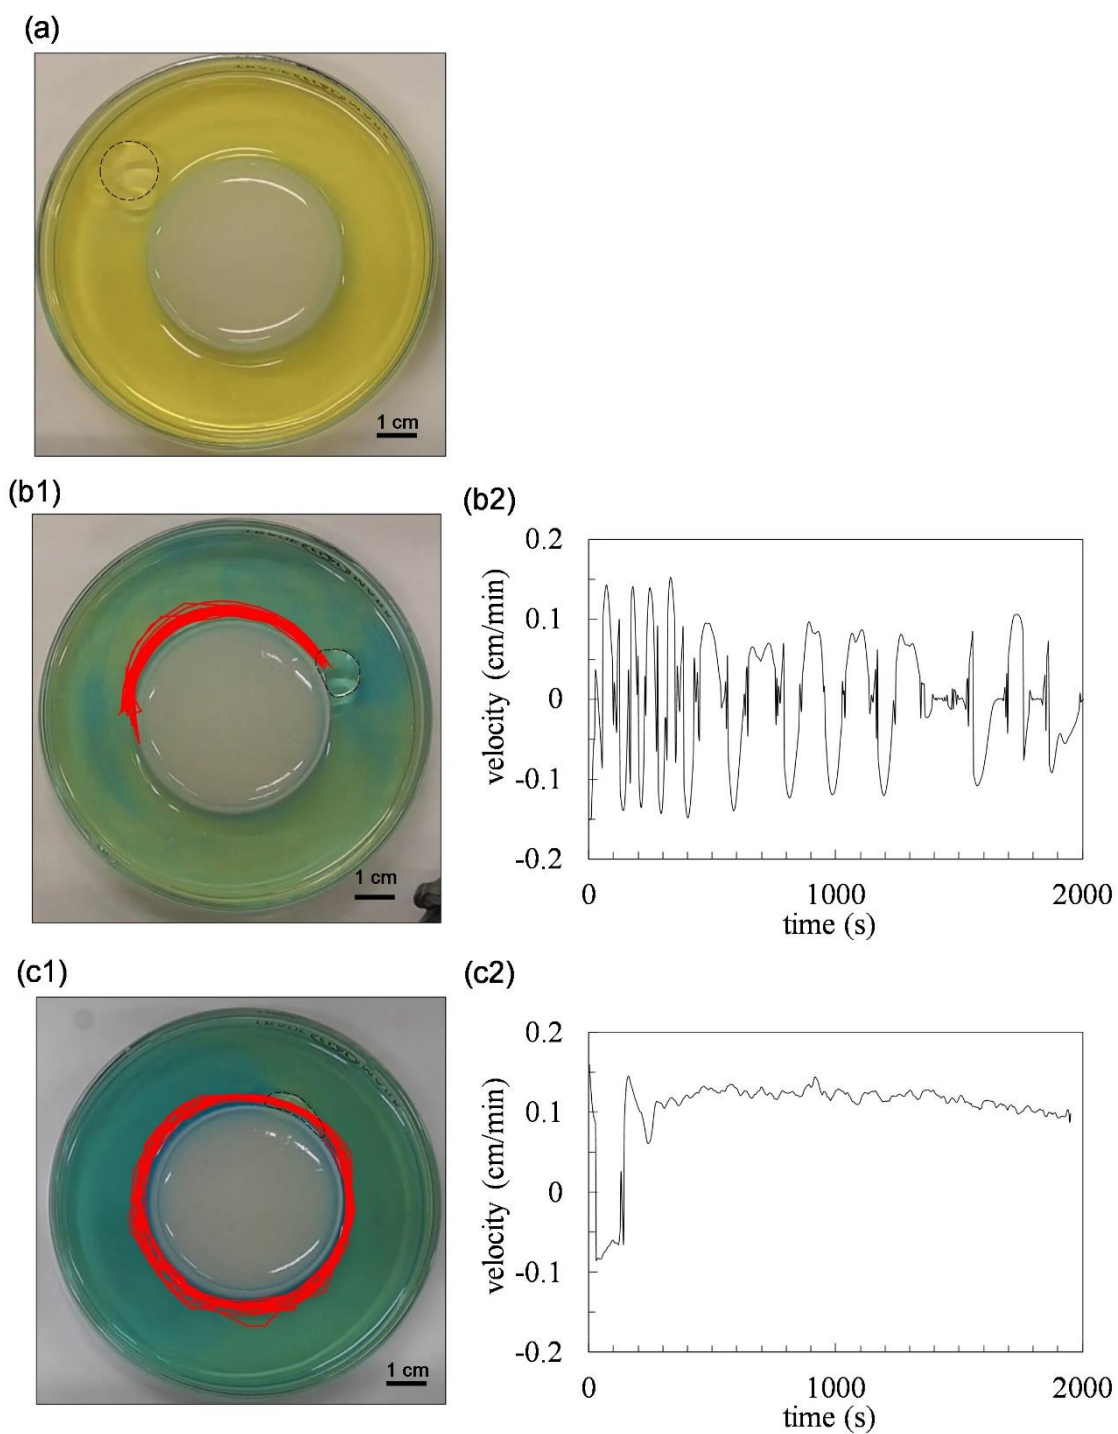 (a)
1 cm
(b1)
(b2)
1 cm
0.2
0.1
0
-0.1
-0.2
velocity (cm/min)
0
1000
2000
time (s)
(c1)
(c2)
1 cm
0.2
0.1
0
-0.1
-0.2
velocity (cm/min)
0
1000
2000
time (s)